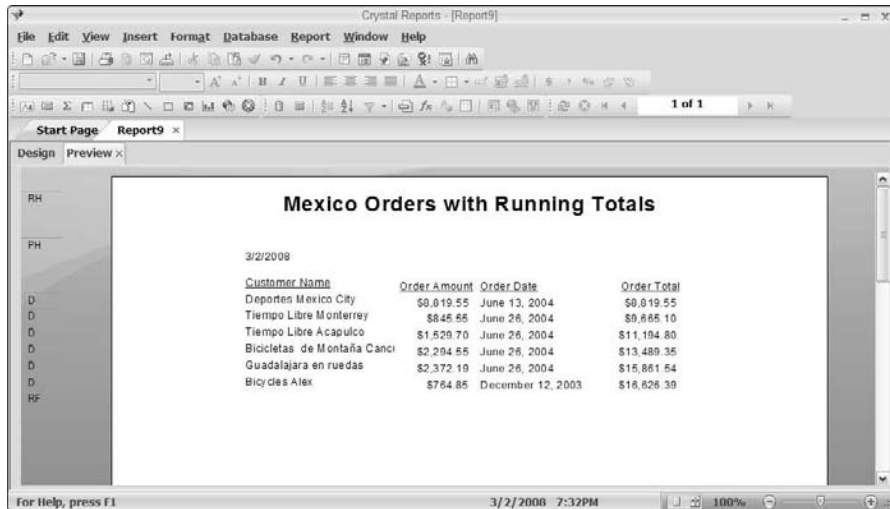 Crystal Reports - [Report9]
File Edit View Insert Format Database Report Window Help
1 of 1
Start Page Report9 ×
Design Preview ×
RH
Mexico Orders with Running Totals
PH
3/2/2008
Customer Name Order Amount Order Date Order Total
D Deportes Mexico City $8,819.55 June 13, 2004 $8,819.55
D Tiempo Libre Monterrey $845.55 June 26, 2004 $9,665.10
D Tiempo Libre Acapulco $1,529.70 June 26, 2004 $11,194.80
D Bicicletas de Montaña Cancú $2,294.55 June 26, 2004 $13,489.35
D Guadalajara en ruedas $2,372.19 June 26, 2004 $15,861.54
D Bicycles Alex $764.85 December 12, 2003 $16,626.39
RF
For Help, press F1 3/2/2008 7:32PM 100%